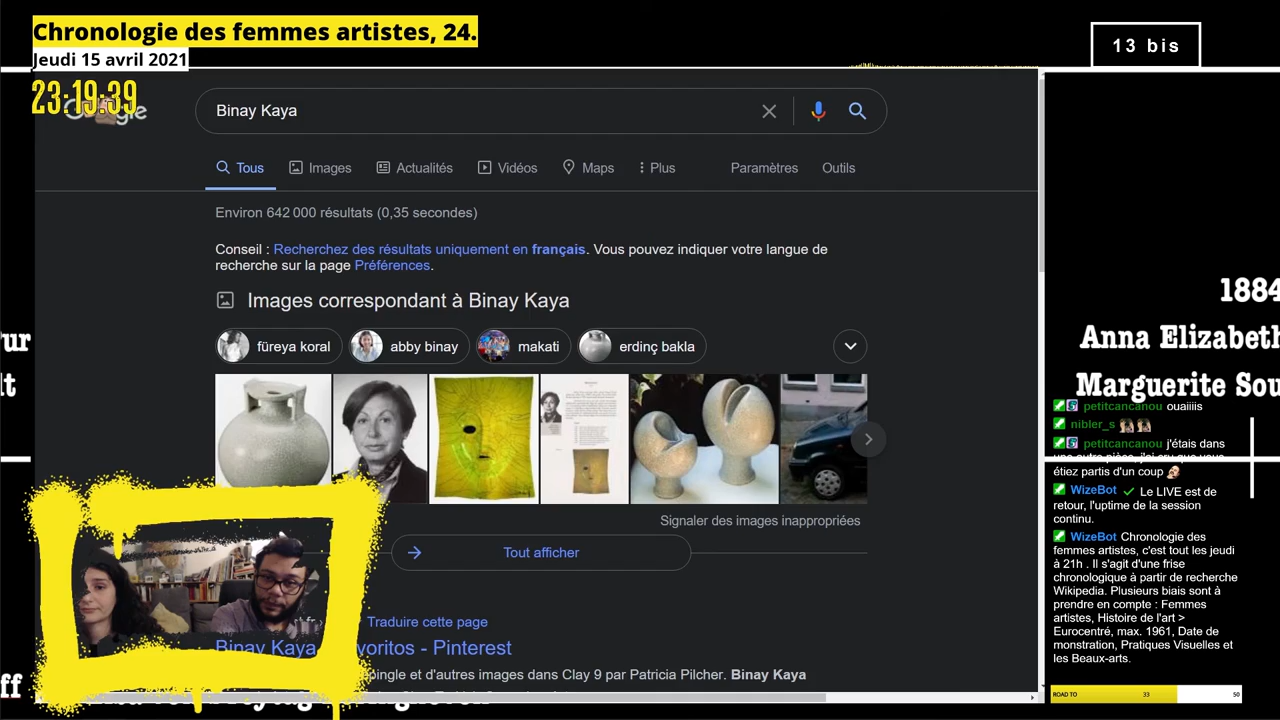 Chronologie des femmes artistes, 24.
Jeudi 15 avril 2021
23:19:39
13 bis
Google
Binay Kaya
Tous
Images
Actualités
Vidéos
Maps
Plus
Paramètres
Outils
Environ 642 000 résultats (0,35 secondes)
Conseil : Recherchez des résultats uniquement en français. Vous pouvez indiquer votre langue de
recherche sur la page Préférences.
Images correspondant à Binay Kaya
füreya koral
abby binay
makati
erdinç bakla
Signaler des images inappropriées
Tout afficher
Traduire cette page
Binay Kaya
voritos - Pinterest
pingle et d'autres images dans Clay 9 par Patricia Pilcher. Binay Kaya
ur
lt
ff
1884
Anna Elizabeth
Marguerite Sou
petitcancanou ouaiiiis
nibler_s
petitcancanou j'étais dans
étiez partis d'un coup
WizeBot Le LIVE est de
retour, l'uptime de la session
continu.
WizeBot Chronologie des
femmes artistes, c'est tout les jeudi
à 21h . Il s'agit d'une frise
chronologique à partir de recherche
Wikipedia. Plusieurs biais sont à
prendre en compte : Femmes
artistes, Histoire de l'art >
Eurocentré, max. 1961, Date de
monstration, Pratiques Visuelles et
les Beaux-arts.
ROAD TO
33
50